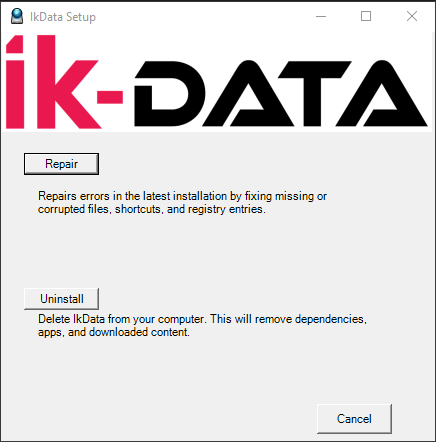 IkData Setup
ik-DATA
Repair
Repairs errors in the latest installation by fixing missing or
corrupted files, shortcuts, and registry entries.
Uninstall
Delete IkData from your computer. This will remove dependencies,
apps, and downloaded content.
Cancel